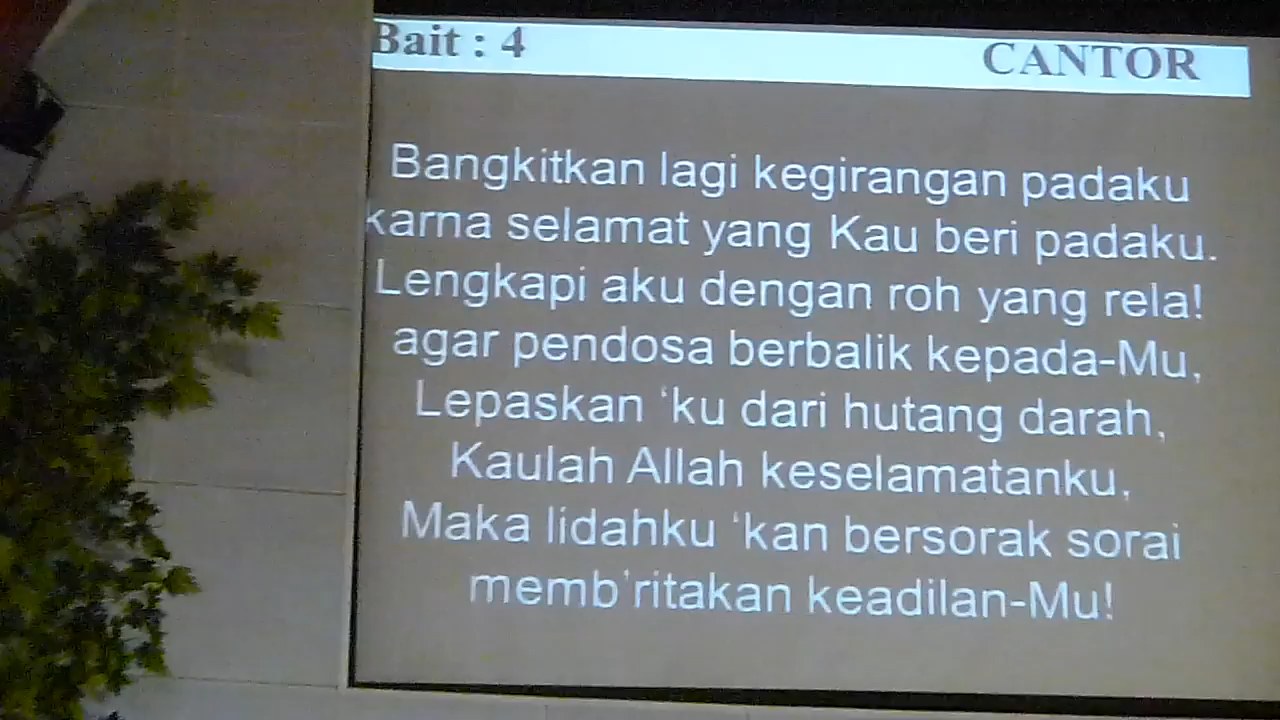 Bait : 4 CANTOR
Bangkitkan lagi kegirangan padaku
karna selamat yang Kau beri padaku.
Lengkapi aku dengan roh yang rela!
agar pendosa berbalik kepada-Mu,
Lepaskan ‘ku dari hutang darah,
Kaulah Allah keselamatanku,
Maka lidahku ‘kan bersorak sorai
memb’ritakan keadilan-Mu!